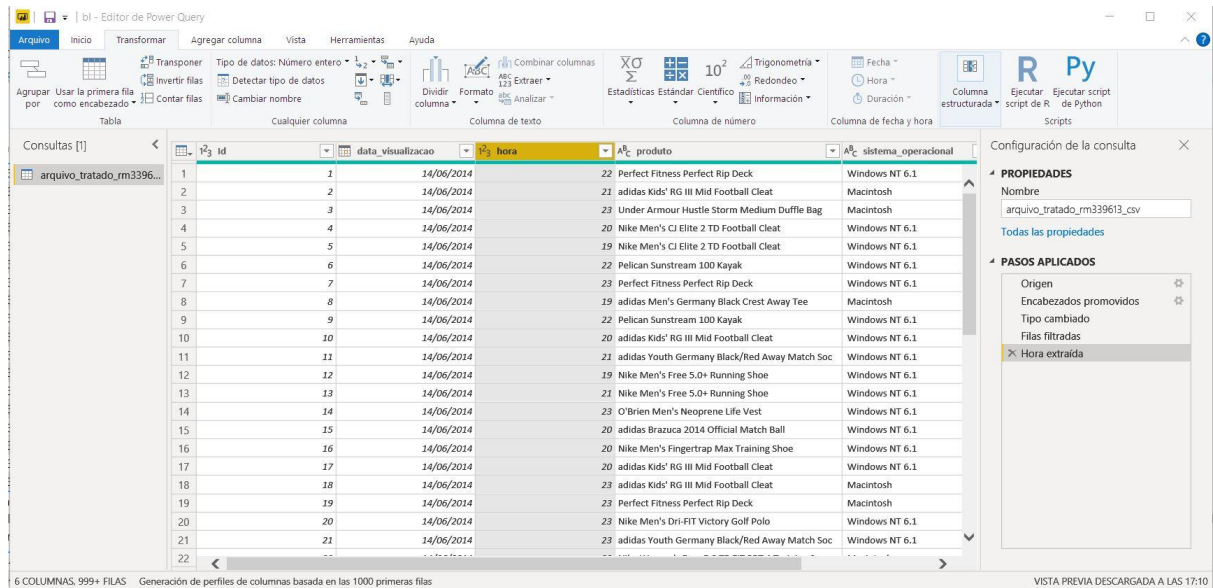 bI - Editor de Power Query
Arquivo Inicio Transformar Agregar columna Vista Herramientas Ayuda
Agrupar por
Usar la primera fila como encabezado
Transponer
Invertir filas
Contar filas
Tabla
Tipo de datos: Número entero
Detectar tipo de datos
Cambiar nombre
Cualquier columna
Dividir columna
Formato
Combinar columnas
Extraer
Analizar
Columna de texto
Estadísticas
Estándar
Científico
Trigonometría
Redondeo
Información
Columna de número
Fecha
Hora
Duración
Columna de fecha y hora
Columna estructurada
Ejecutar script de R
Ejecutar script de Python
Scripts
Consultas [1]
arquivo_tratado_rm3396...
Id data_visualizacao hora produto sistema_operacional
1 1 14/06/2014 22 Perfect Fitness Perfect Rip Deck Windows NT 6.1
2 2 14/06/2014 21 adidas Kids' RG III Mid Football Cleat Macintosh
3 3 14/06/2014 23 Under Armour Hustle Storm Medium Duffle Bag Macintosh
4 4 14/06/2014 20 Nike Men's CJ Elite 2 TD Football Cleat Windows NT 6.1
5 5 14/06/2014 19 Nike Men's CJ Elite 2 TD Football Cleat Windows NT 6.1
6 6 14/06/2014 22 Pelican Sunstream 100 Kayak Windows NT 6.1
7 7 14/06/2014 23 Perfect Fitness Perfect Rip Deck Windows NT 6.1
8 8 14/06/2014 19 adidas Men's Germany Black Crest Away Tee Macintosh
9 9 14/06/2014 22 Pelican Sunstream 100 Kayak Windows NT 6.1
10 10 14/06/2014 20 adidas Kids' RG III Mid Football Cleat Windows NT 6.1
11 11 14/06/2014 21 adidas Youth Germany Black/Red Away Match Soc Windows NT 6.1
12 12 14/06/2014 19 Nike Men's Free 5.0+ Running Shoe Windows NT 6.1
13 13 14/06/2014 21 Nike Men's Free 5.0+ Running Shoe Windows NT 6.1
14 14 14/06/2014 23 O'Brien Men's Neoprene Life Vest Windows NT 6.1
15 15 14/06/2014 20 adidas Brazuca 2014 Official Match Ball Windows NT 6.1
16 16 14/06/2014 20 Nike Men's Fingertrap Max Training Shoe Windows NT 6.1
17 17 14/06/2014 20 adidas Kids' RG III Mid Football Cleat Windows NT 6.1
18 18 14/06/2014 23 adidas Kids' RG III Mid Football Cleat Macintosh
19 19 14/06/2014 23 Perfect Fitness Perfect Rip Deck Macintosh
20 20 14/06/2014 23 Nike Men's Dri-FIT Victory Golf Polo Windows NT 6.1
21 21 14/06/2014 23 adidas Youth Germany Black/Red Away Match Soc Windows NT 6.1
22
Configuración de la consulta
PROPIEDADES
Nombre
arquivo_tratado_rm339613_csv
Todas las propiedades
PASOS APLICADOS
Origen
Encabezados promovidos
Tipo cambiado
Filas filtradas
Hora extraída
6 COLUMNAS, 999+ FILAS Generación de perfiles de columnas basada en las 1000 primeras filas
VISTA PREVIA DESCARGADA A LAS 17:10